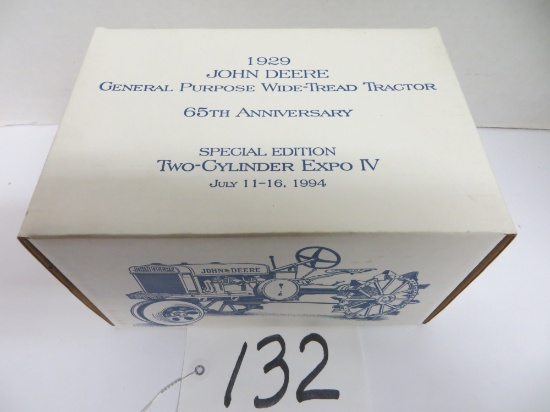 1929
JOHN DEERE
GENERAL PURPOSE WIDE-TREAD TRACTOR
65TH ANNIVERSARY
SPECIAL EDITION
TWO-CYLINDER EXPO IV
JULY 11-16, 1994
JOHN DEERE
132